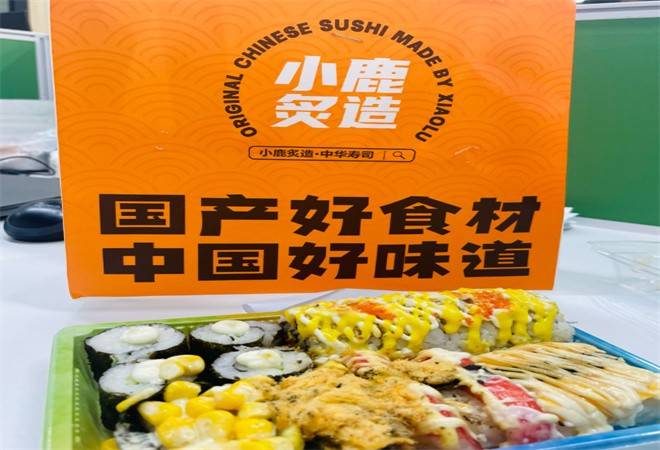 ORIGINAL CHINESE SUSHI MADE BY XIAOLU
小鹿
炙造
小鹿炙造·中华寿司
国产好食材
中国好味道